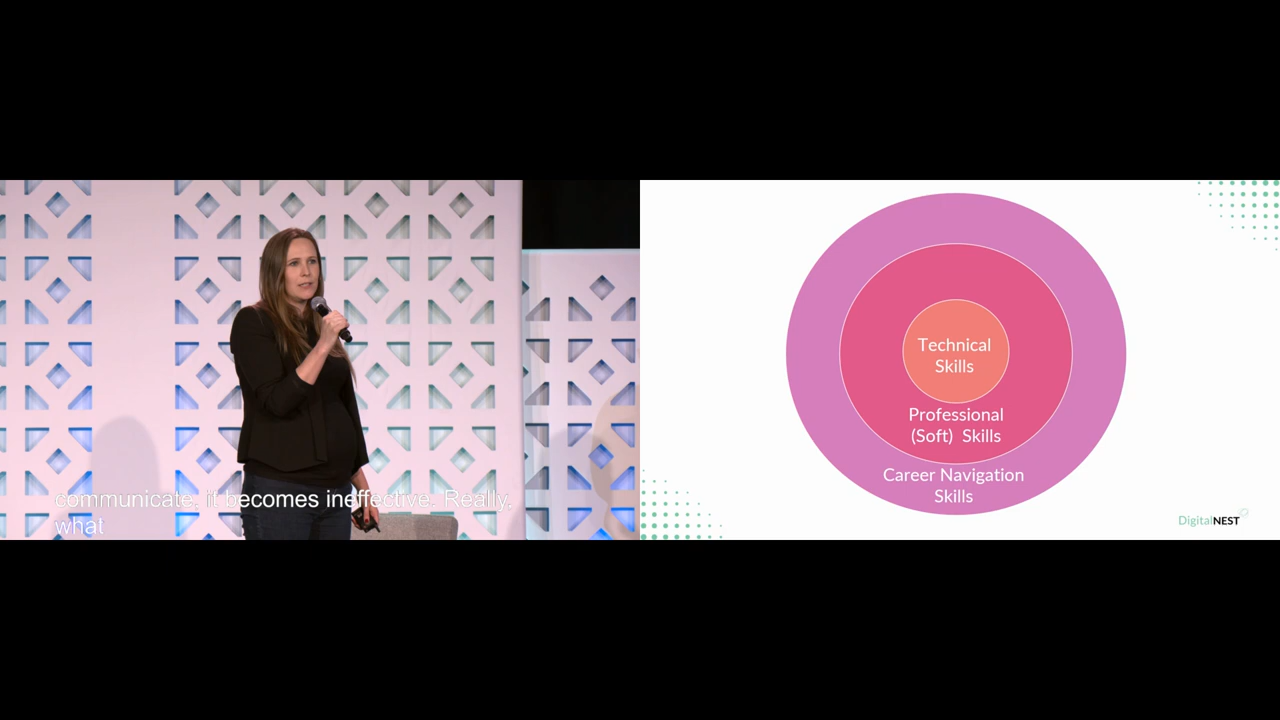 communicate, it becomes ineffective. Really,
what
Technical
Skills
Professional
(Soft) Skills
Career Navigation
Skills
DigitalNEST